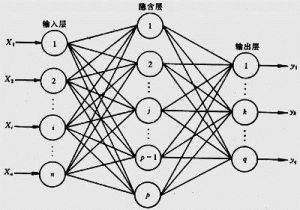 输入层 隐含层 输出层
X₁ 1 1 1 y₁
X₂ 2 2
Xᵢ i j k yₖ
⋮ ⋮ ⋮ ⋮
Xₙ n p−1 q y_q
p